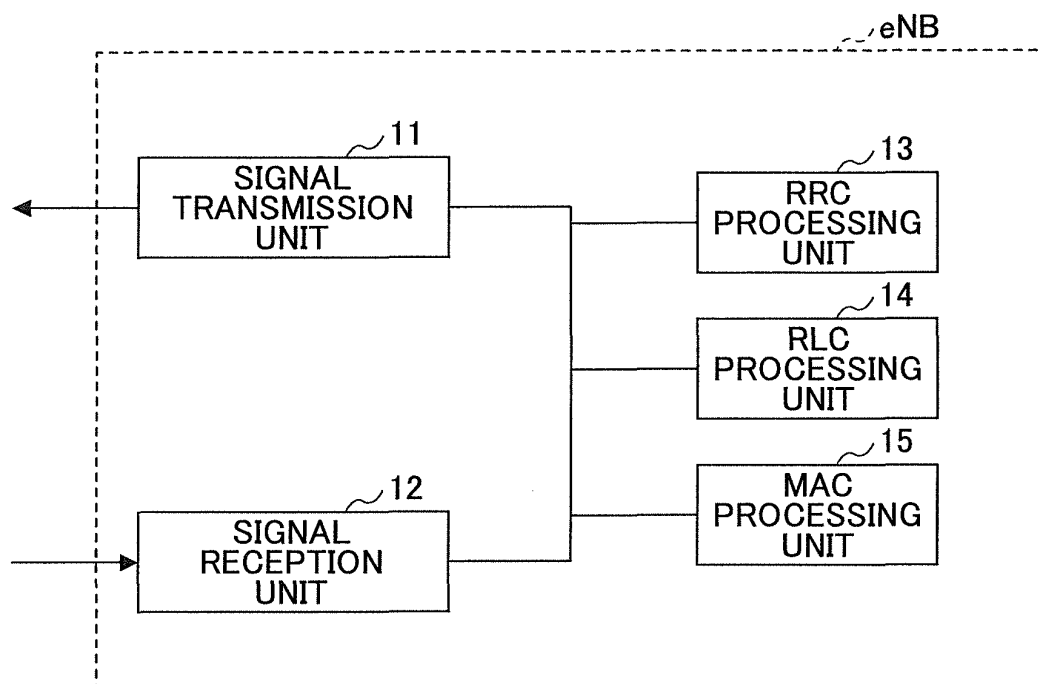 eNB
11
SIGNAL
TRANSMISSION
UNIT
13
RRC
PROCESSING
UNIT
14
RLC
PROCESSING
UNIT
15
MAC
PROCESSING
UNIT
12
SIGNAL
RECEPTION
UNIT